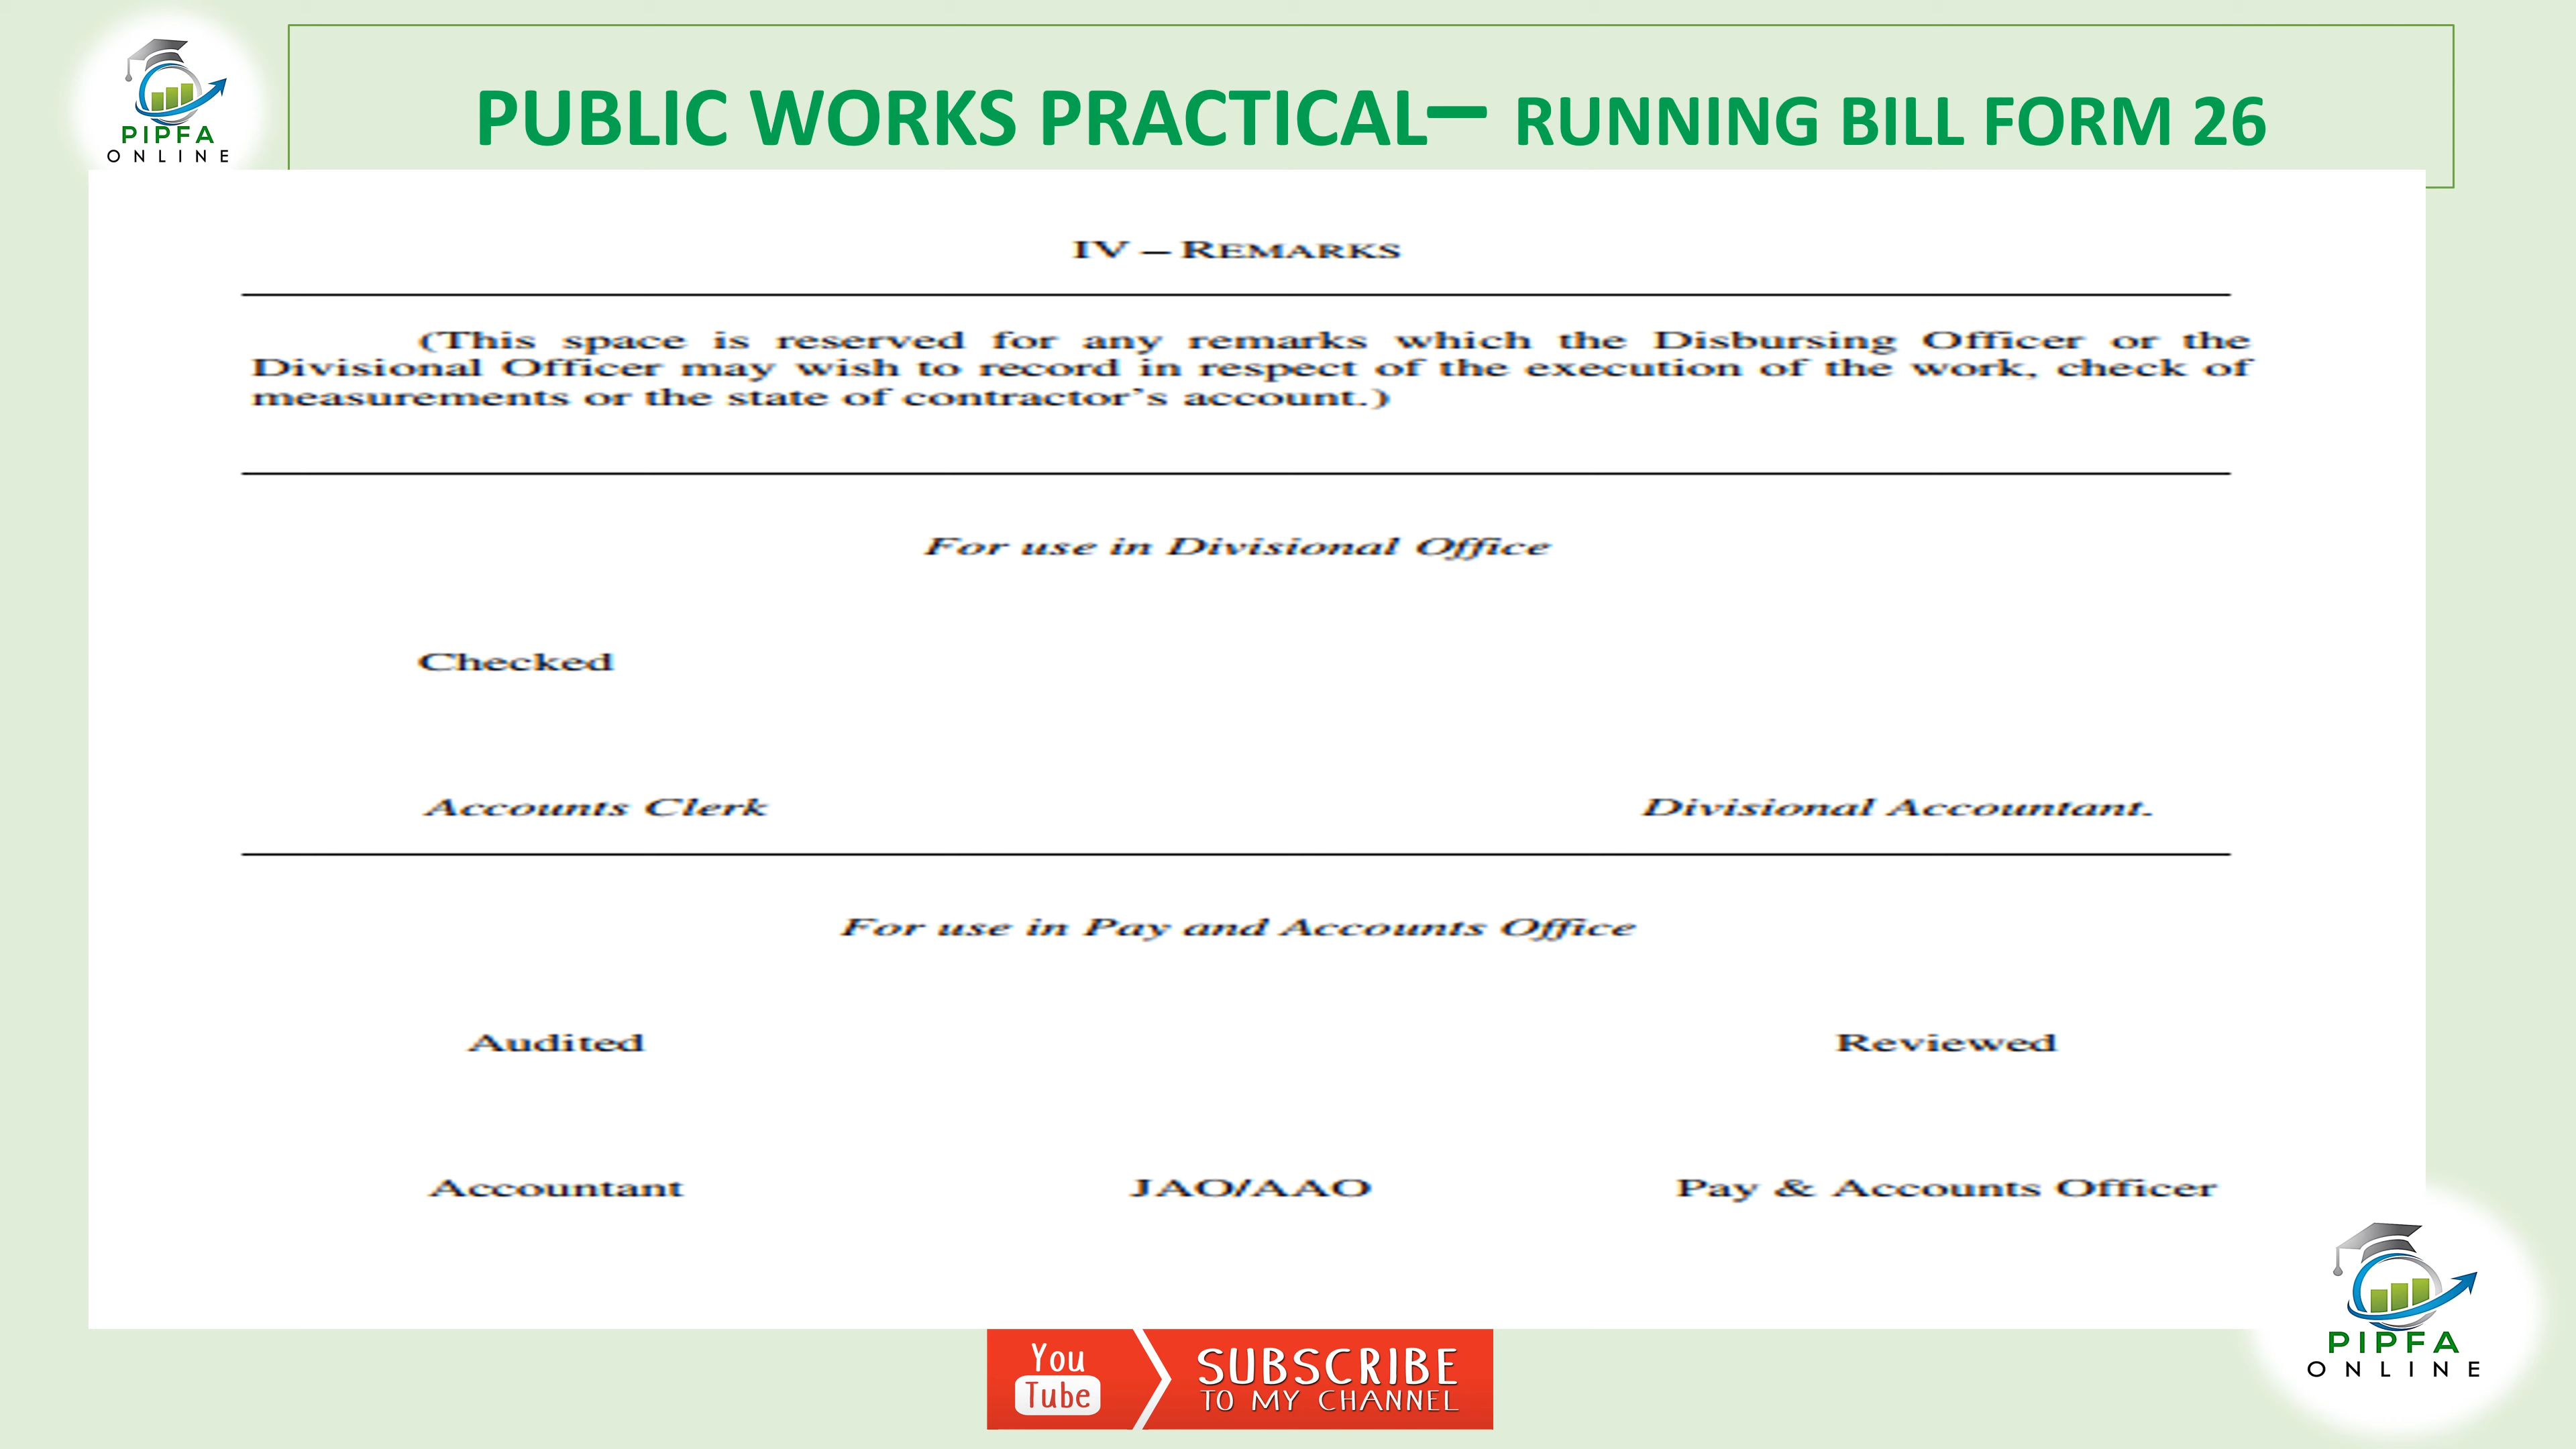 PIPFA
ONLINE
PUBLIC WORKS PRACTICAL– RUNNING BILL FORM 26
IV – REMARKS
(This space is reserved for any remarks which the Disbursing Officer or the
Divisional Officer may wish to record in respect of the execution of the work, check of
measurements or the state of contractor's account.)
For use in Divisional Office
Checked
Accounts Clerk Divisional Accountant.
For use in Pay and Accounts Office
Audited Reviewed
Accountant JAO/AAO Pay & Accounts Officer
You
Tube
SUBSCRIBE
TO MY CHANNEL
PIPFA
ONLINE